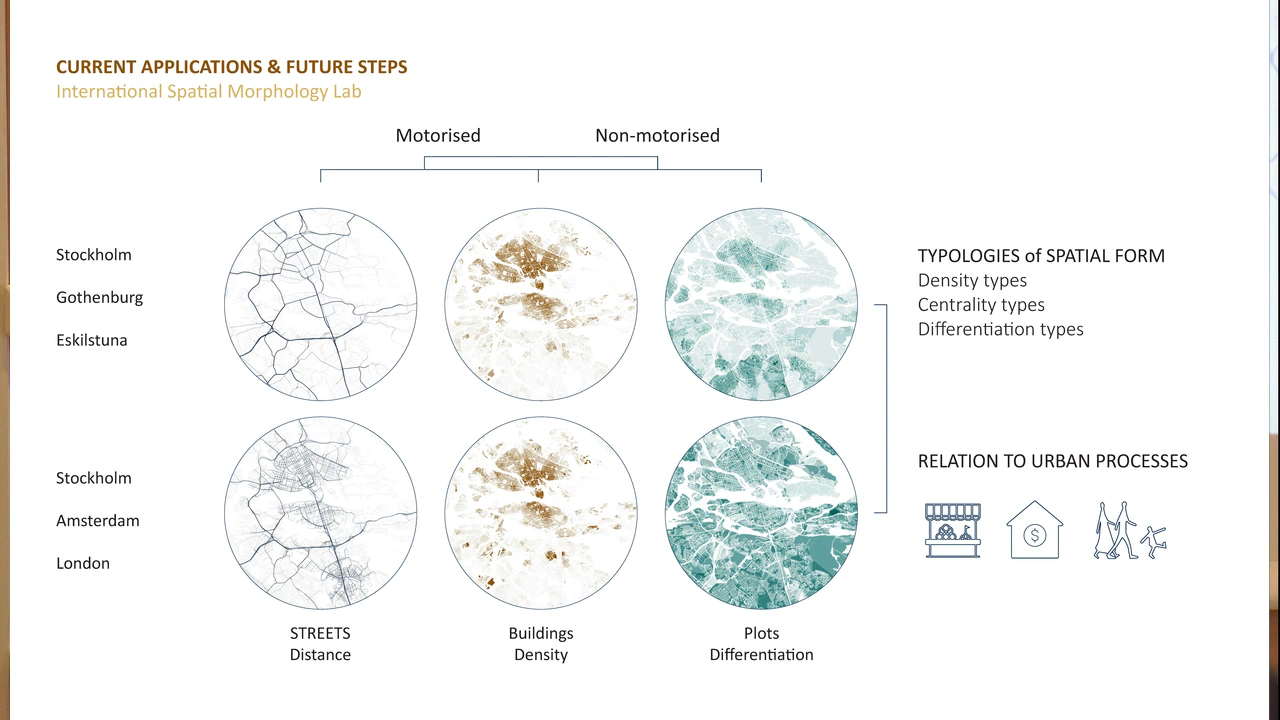 CURRENT APPLICATIONS & FUTURE STEPS
International Spatial Morphology Lab
Motorised
Non-motorised
Stockholm
Gothenburg
Eskilstuna
TYPOLOGIES of SPATIAL FORM
Density types
Centrality types
Differentiation types
Stockholm
Amsterdam
London
RELATION TO URBAN PROCESSES
$
STREETS
Distance
Buildings
Density
Plots
Differentiation